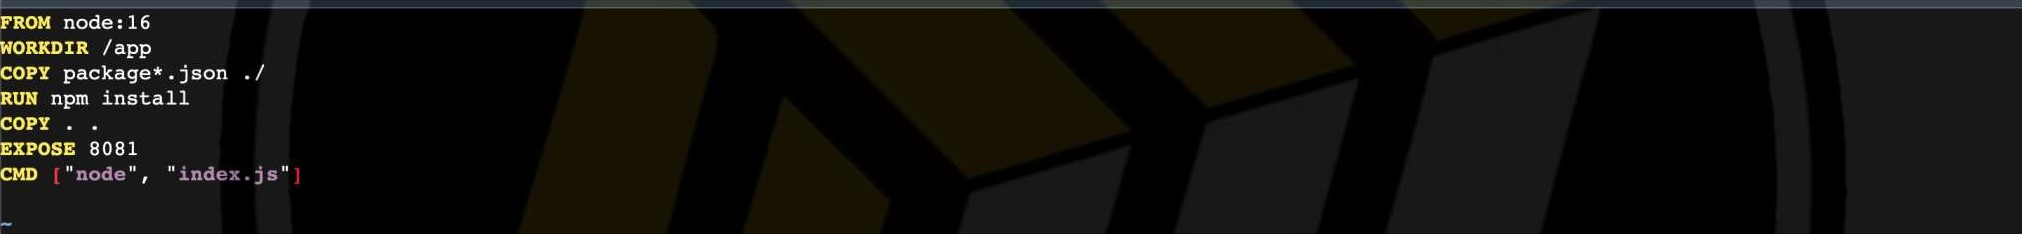 FROM node:16
WORKDIR /app
COPY package*.json ./
RUN npm install
COPY . .
EXPOSE 8081
CMD ["node", "index.js"]
~